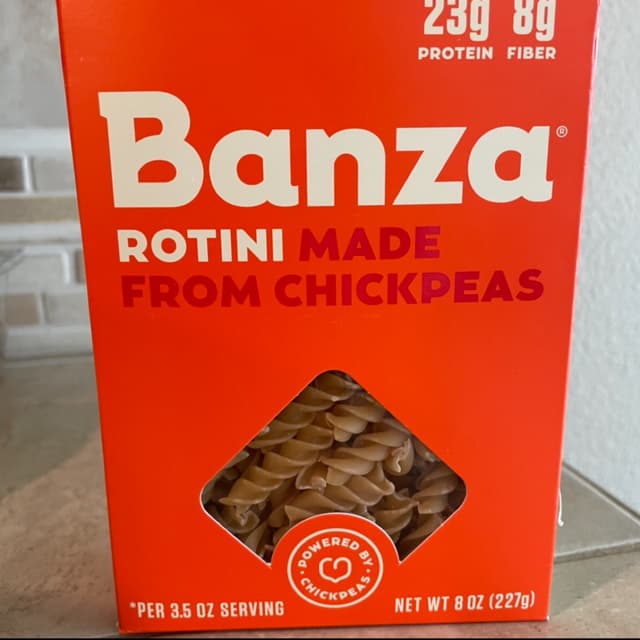 23g 8g
PROTEIN FIBER
Banza®
ROTINI MADE
FROM CHICKPEAS
POWERED BY
CHICKPEAS
*PER 3.5 OZ SERVING
NET WT 8 OZ (227g)